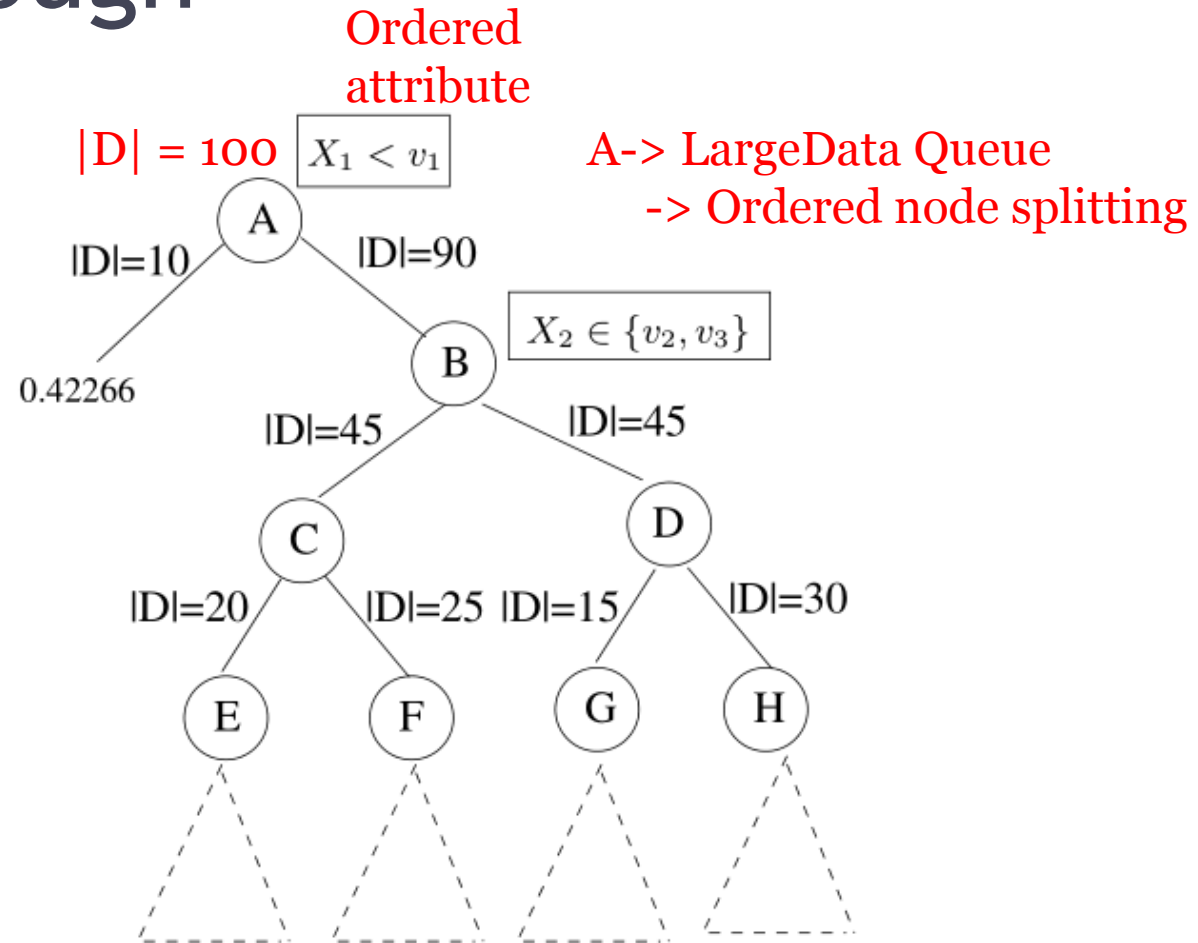 Ordered
attribute
|D| = 100
X₁ < v₁
A-> LargeData Queue
-> Ordered node splitting
A
|D|=10
|D|=90
X₂ ∈ {v₂, v₃}
B
0.42266
|D|=45
|D|=45
C
D
|D|=20
|D|=25
|D|=15
|D|=30
E
F
G
H